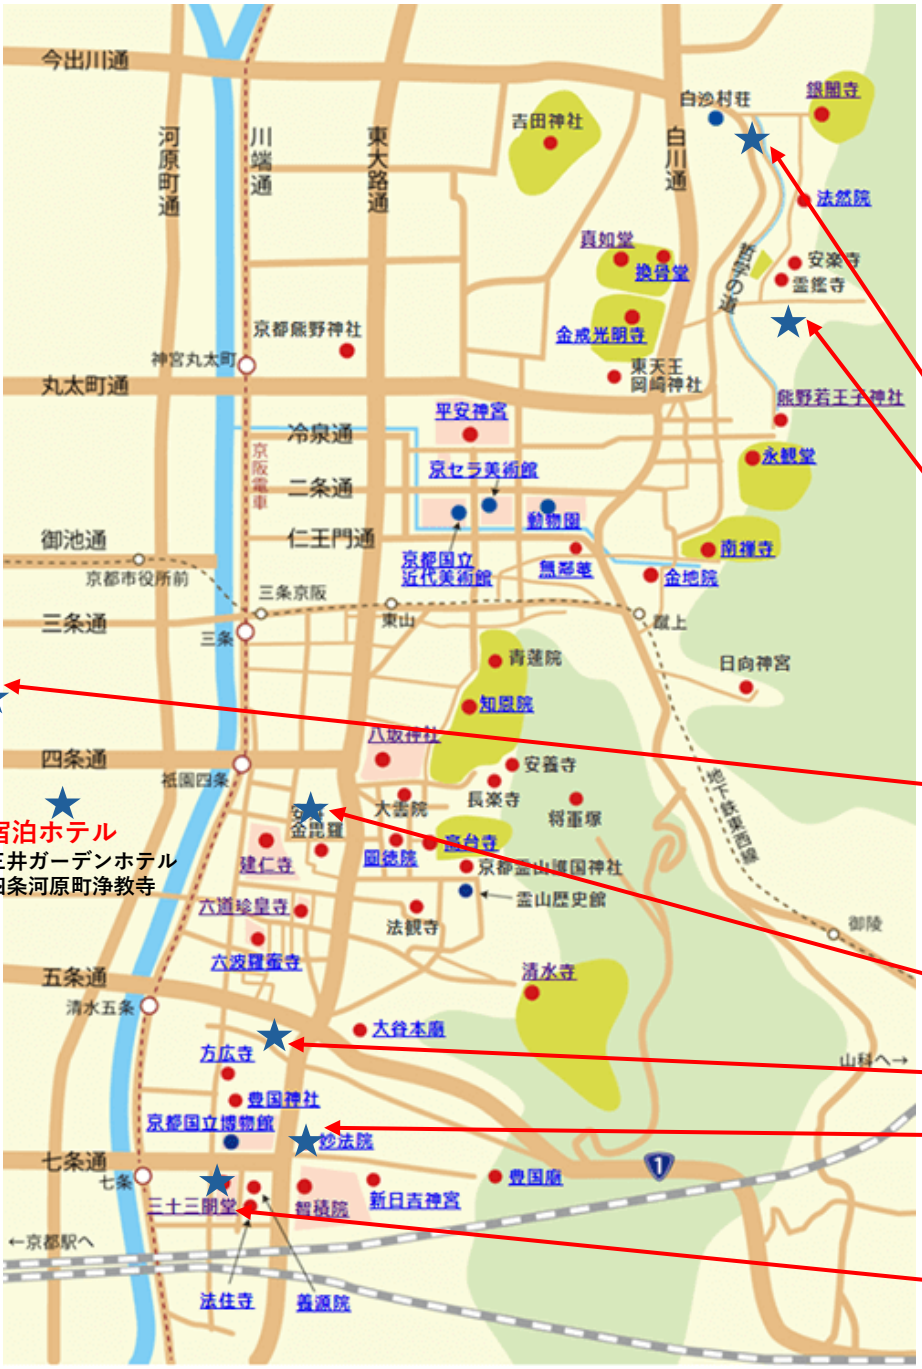 今出川通
銀閣寺
白沙村荘
吉田神社
河原町通
川端通
東大路通
白川通
法然院
真如堂
換骨堂
哲学の道
安楽寺
霊鑑寺
金戒光明寺
京都熊野神社
神宮丸太町
東天王
岡崎神社
丸太町通
熊野若王子神社
平安神宮
冷泉通
京阪電車
永観堂
京セラ美術館
二条通
動物園
御池通
仁王門通
京都国立
近代美術館
無鄰菴
南禅寺
金地院
京都市役所前
三条京阪
三条通
三条
東山
蹴上
青蓮院
日向神宮
知恩院
八坂神社
四条通
祇園四条
安養寺
長楽寺
地下鉄東西線
大雲院
将軍塚
安
金毘羅
宿泊ホテル
三井ガーデンホテル
四条河原町浄教寺
建仁寺
圓徳院
高台寺
京都霊山護国神社
霊山歴史館
六道珍皇寺
法観寺
御陵
六波羅蜜寺
清水寺
五条通
清水五条
大谷本廟
方広寺
山科へ→
豊国神社
京都国立博物館
妙法院
七条通
七条
1
豊国廟
三十三間堂
智積院
新日吉神宮
←京都駅へ
法住寺
養源院